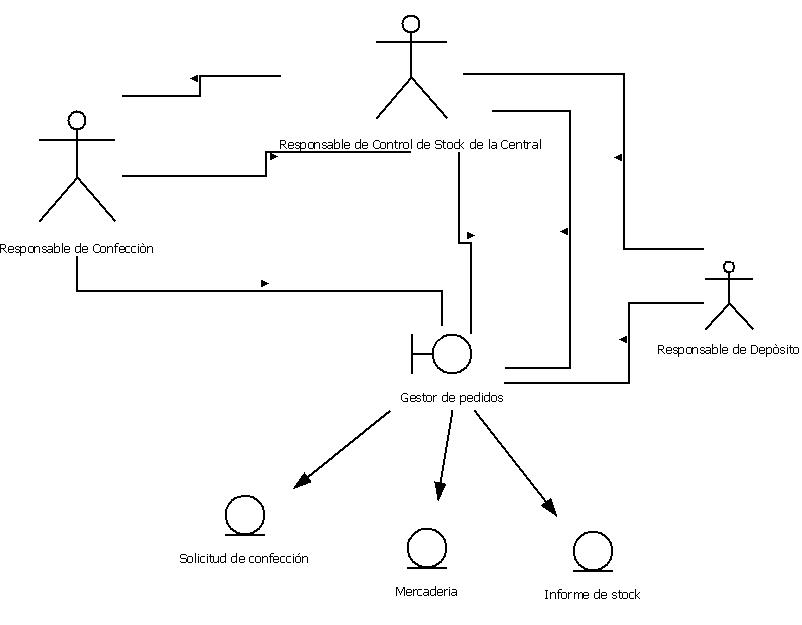 Responsable de Control de Stock de la Central
Responsable de Confecciòn
Responsable de Depòsito
Gestor de pedidos
Solicitud de confección
Mercaderia
Informe de stock